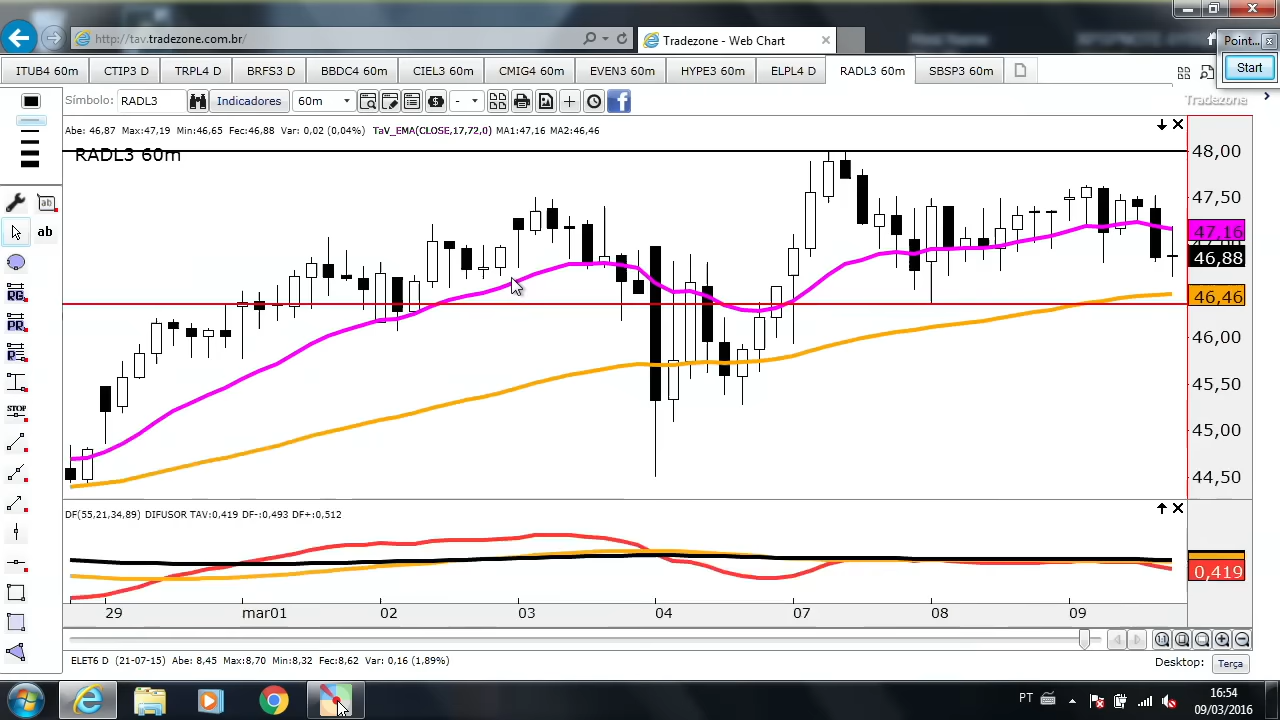 http://tav.tradezone.com.br/
Tradezone - Web Chart
Point...
Start
ITUB4 60m
CTIP3 D
TRPL4 D
BRFS3 D
BBDC4 60m
CIEL3 60m
CMIG4 60m
EVEN3 60m
HYPE3 60m
ELPL4 D
RADL3 60m
SBSP3 60m
Símbolo: RADL3
Indicadores
60m
-
Tradezone
Abe: 46,87 Max:47,19 Min:46,65 Fec:46,88 Var: 0,02 (0,04%) TaV_EMA(CLOSE,17,72,0) MA1:47,16 MA2:46,46
RADL3 60m
48,00
47,50
47,16
47,00
46,88
46,46
46,00
45,50
45,00
44,50
ab
ab
RG
PR
R
STOP
DF(55,21,34,89) DIFUSOR TAV:0,419 DF-:0,493 DF+:0,512
0,419
29
mar01
02
03
04
07
08
09
ELET6 D (21-07-15) Abe: 8,45 Max:8,70 Min:8,32 Fec:8,62 Var: 0,16 (1,89%)
Desktop: Terça
PT
16:54
09/03/2016